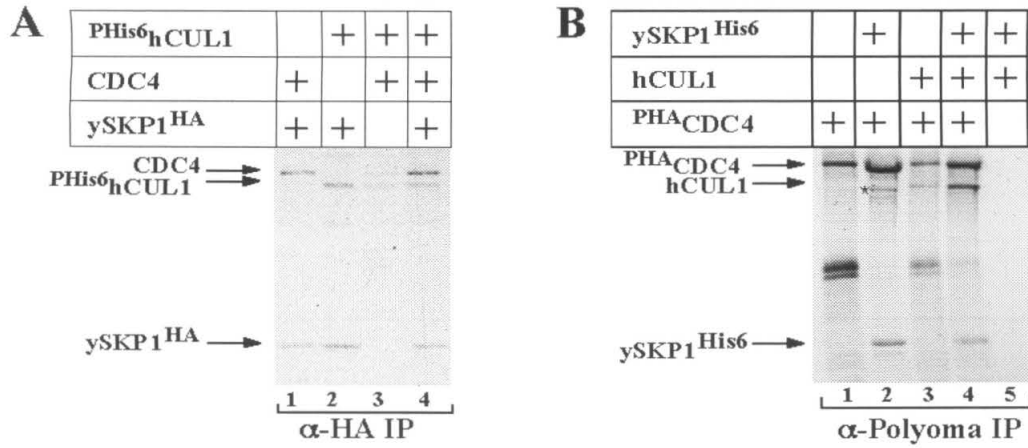 A
PHis6hCUL1 + + +
CDC4 + + +
ySKP1HA + + +
CDC4
PHis6hCUL1
ySKP1HA
1 2 3 4
α-HA IP
B
ySKP1His6 + + +
hCUL1 + + +
PHACDC4 + + + +
PHACDC4
hCUL1
*
ySKP1His6
1 2 3 4 5
α-Polyoma IP